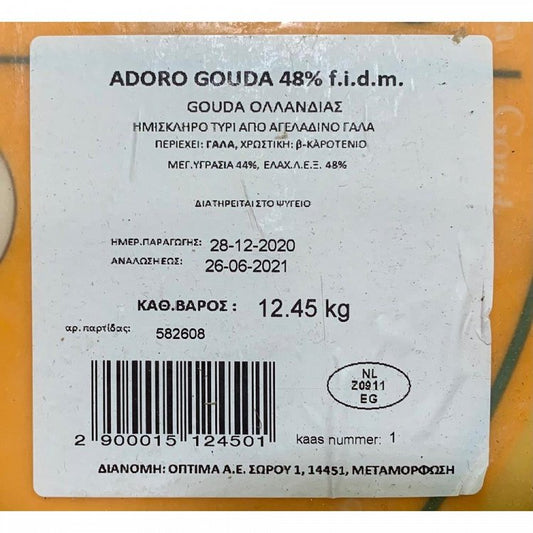 ADORO GOUDA 48% f.i.d.m.
GOUDA ΟΛΛΑΝΔΙΑΣ
ΗΜΙΣΚΛΗΡΟ ΤΥΡΙ ΑΠΟ ΑΓΕΛΑΔΙΝΟ ΓΑΛΑ
ΠΕΡΙΕΧΕΙ: ΓΑΛΑ, ΧΡΩΣΤΙΚΗ: β-ΚΑΡΟΤΕΝΙΟ
ΜΕΓ.ΥΓΡΑΣΙΑ 44%, ΕΛΑΧ.Λ.Ε.Ξ. 48%
ΔΙΑΤΗΡΕΙΤΑΙ ΣΤΟ ΨΥΓΕΙΟ
ΗΜΕΡ.ΠΑΡΑΓΩΓΗΣ: 28-12-2020
ΑΝΑΛΩΣΗ ΕΩΣ: 26-06-2021
ΚΑΘ.ΒΑΡΟΣ : 12.45 kg
αρ. παρτίδας: 582608
NL
Z0911
EG
2 900015 124501
kaas nummer: 1
ΔΙΑΝΟΜΗ: ΟΠΤΙΜΑ Α.Ε. ΣΩΡΟΥ 1, 14451, ΜΕΤΑΜΟΡΦΩΣΗ